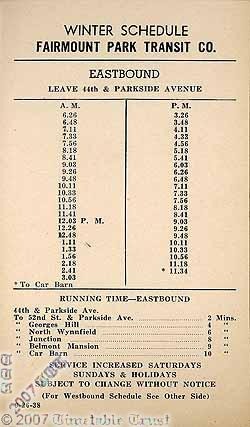 WINTER SCHEDULE
FAIRMOUNT PARK TRANSIT CO.
EASTBOUND
LEAVE 44th & PARKSIDE AVENUE
A. M.
6.26
6.48
7.11
7.33
7.56
8.18
8.41
9.03
9.26
9.48
10.11
10.33
10.56
11.18
11.41
12.03 P. M.
12.26
12.48
1.11
1.33
1.56
2.18
2.41
3.03
P. M.
3.26
3.48
4.11
4.33
4.56
5.18
5.41
6.03
6.26
6.48
7.11
7.33
7.56
8.18
8.41
9.03
9.26
9.48
10.11
10.33
10.56
11.18
* 11.34
* To Car Barn
RUNNING TIME—EASTBOUND
44th & Parkside Ave.
To 52nd St. & Parkside Ave. 2 Mins.
" Georges Hill 4 "
" North Wynnfield 6 "
" Junction 8 "
" Belmont Mansion 9 "
" Car Barn 10 "
SERVICE INCREASED SATURDAYS
SUNDAYS & HOLIDAYS
SUBJECT TO CHANGE WITHOUT NOTICE
(For Westbound Schedule See Other Side)
-26-38
©2007 Timetable Trust